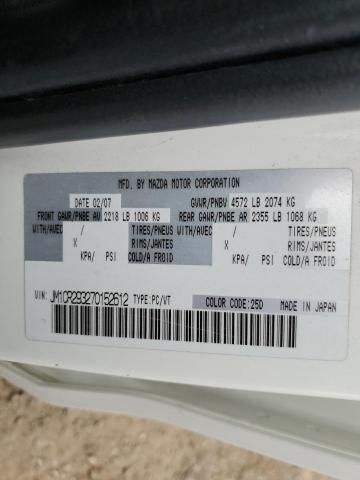 MFD. BY MAZDA MOTOR CORPORATION
DATE 02/07 GVWR/PNBV 4572 LB 2074 KG
FRONT GAWR/PNBE AV 2218 LB 1006 KG REAR GAWR/PNBE AR 2355 LB 1068 KG
WITH/AVEC / TIRES/PNEUS WITH/AVEC / TIRES/PNEUS
X RIMS/JANTES X RIMS/JANTES
KPA/ PSI COLD/A FROID KPA/ PSI COLD/A FROID
VIN: JM1CR293270152612 TYPE:PC/VT COLOR CODE:25D MADE IN JAPAN